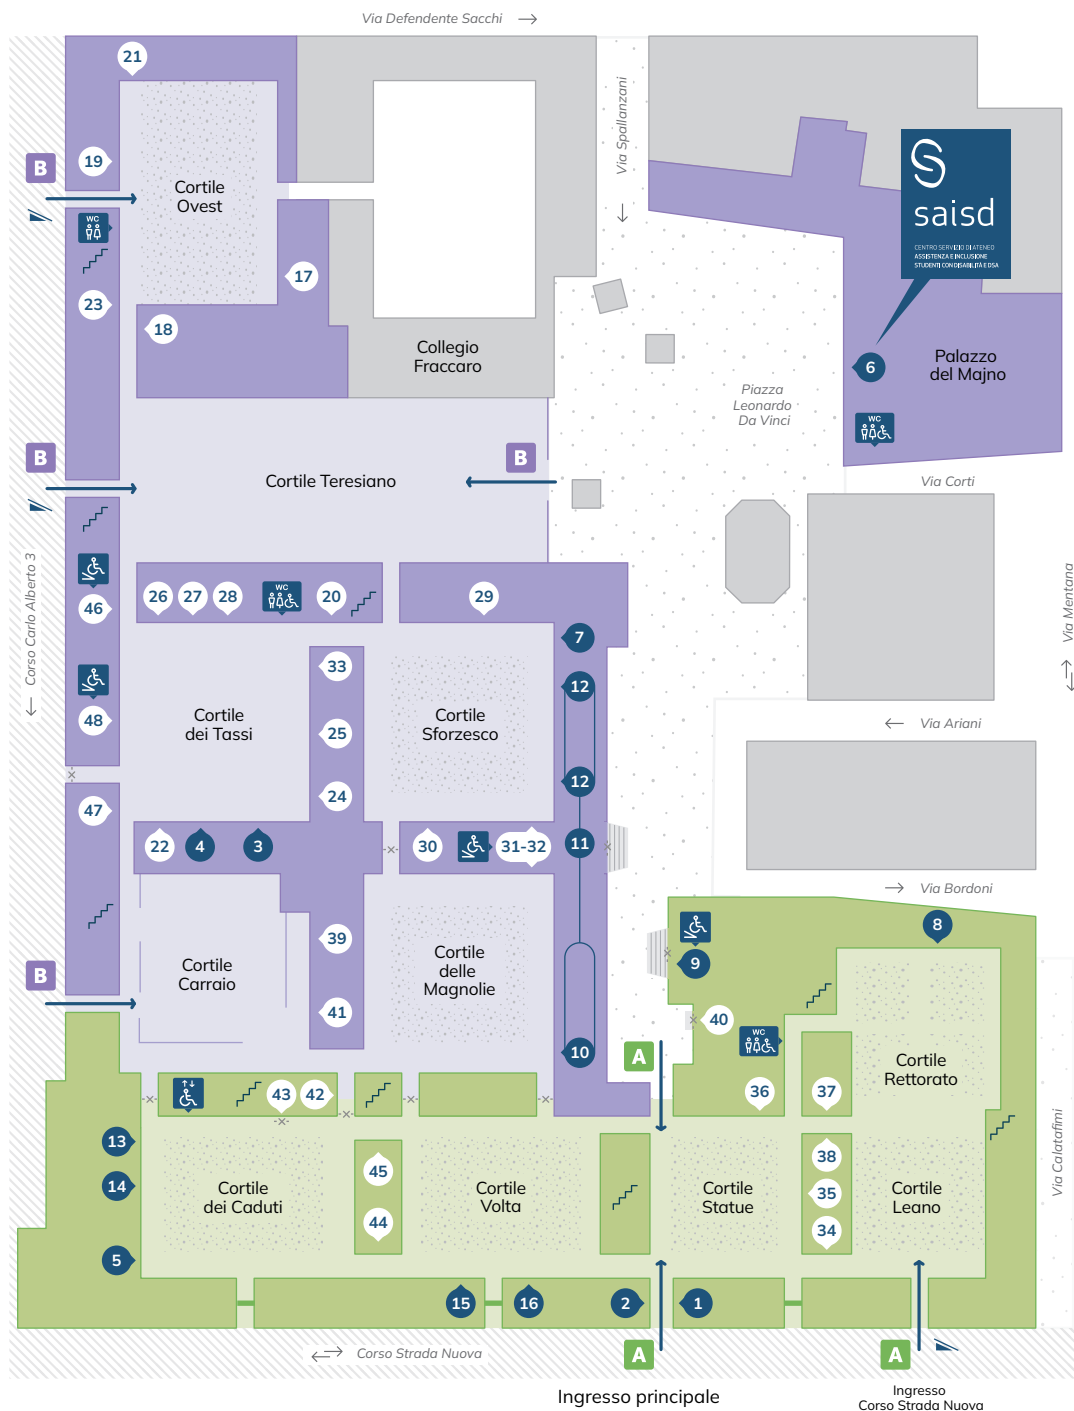 Via Defendente Sacchi
21
Via Spallanzani
19
B
Cortile
Ovest
WC
saisd
CENTRO SERVIZIO DI ATENEO
ASSISTENZA E INCLUSIONE
STUDENTI CON DISABILITÀ E DSA
17
23
18
Collegio
Fraccaro
6
Palazzo
del Majno
Piazza
Leonardo
Da Vinci
WC
B
B
Cortile Teresiano
Via Corti
Corso Carlo Alberto 3
46
26
27
28
WC
20
29
Via Mentana
7
33
12
48
Cortile
dei Tassi
25
Cortile
Sforzesco
Via Ariani
12
24
47
22
4
3
30
31-32
11
Via Bordoni
8
39
Cortile
delle
Magnolie
9
B
Cortile
Carraio
41
40
WC
10
A
Cortile
Rettorato
43
42
36
37
13
14
Cortile
dei Caduti
45
44
Cortile
Volta
Cortile
Statue
38
35
34
Cortile
Leano
Via Calatafimi
5
15
16
2
1
Corso Strada Nuova
A
A
Ingresso principale
Ingresso
Corso Strada Nuova